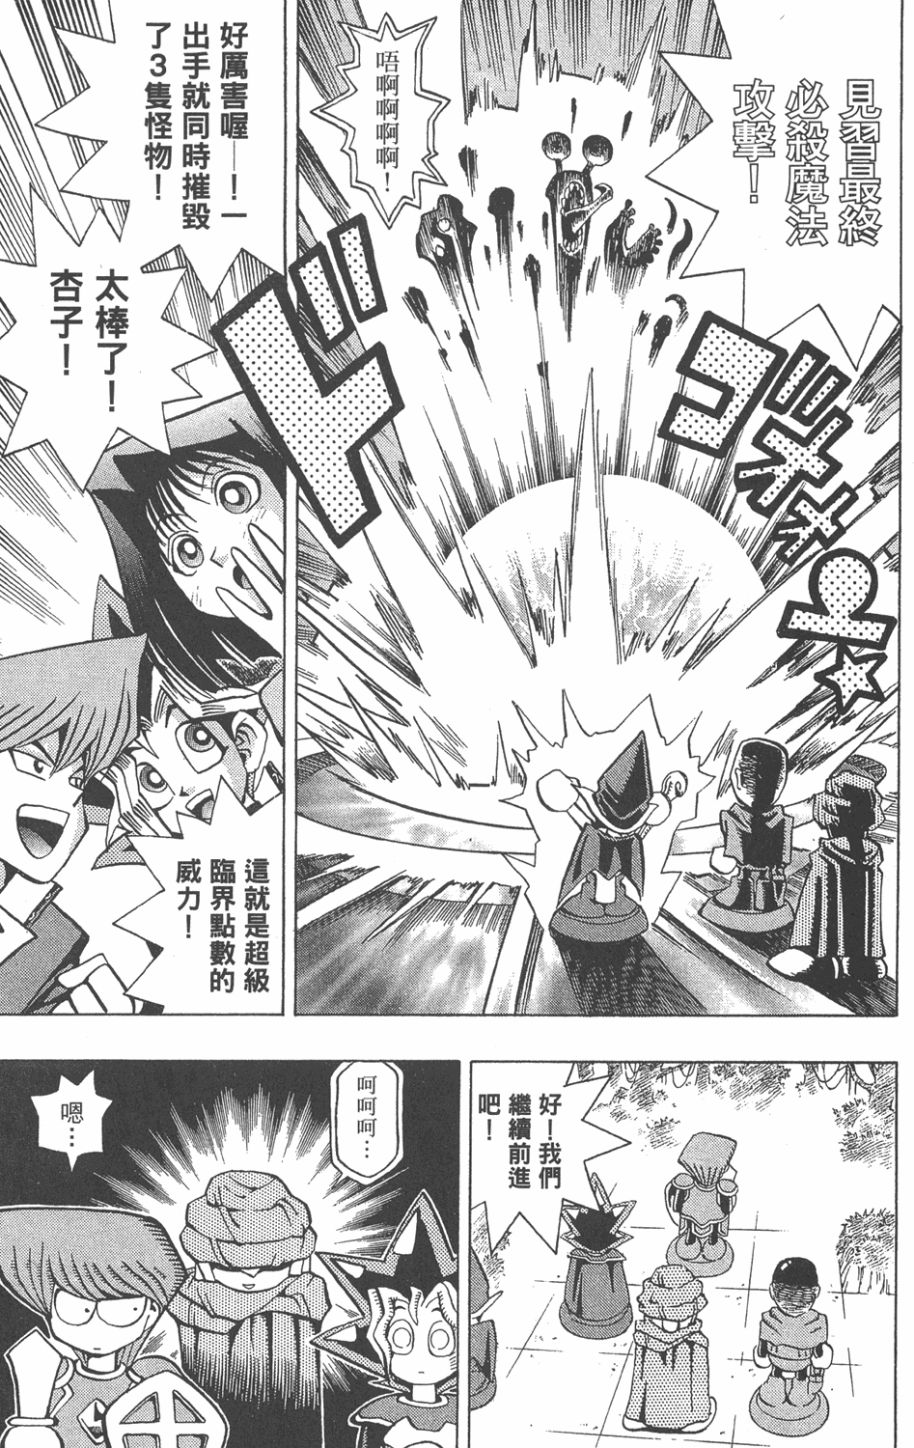 見習最終
必殺魔法
攻擊！
唔啊啊啊啊！
ゴオオォ
ド
好厲害喔——！一
出手就同時摧毀
了3隻怪物！
太棒了！
杏子！
這就是超級
臨界點數的
威力！
好！我們
繼續前進
吧！
呵呵呵…
嗯…